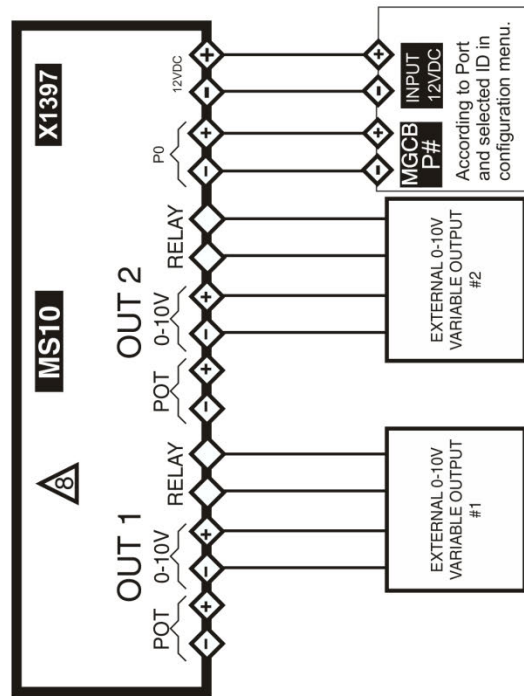 8
MS10
X1397
OUT 1
OUT 2
POT
0-10V
RELAY
POT
0-10V
RELAY
P0
12VDC
-
+
-
+
-
+
-
+
-
+
-
+
EXTERNAL 0-10V
VARIABLE OUTPUT
#1
EXTERNAL 0-10V
VARIABLE OUTPUT
#2
-
+
-
+
MGCB
P#
INPUT
12VDC
According to Port
and selected ID in
configuration menu.